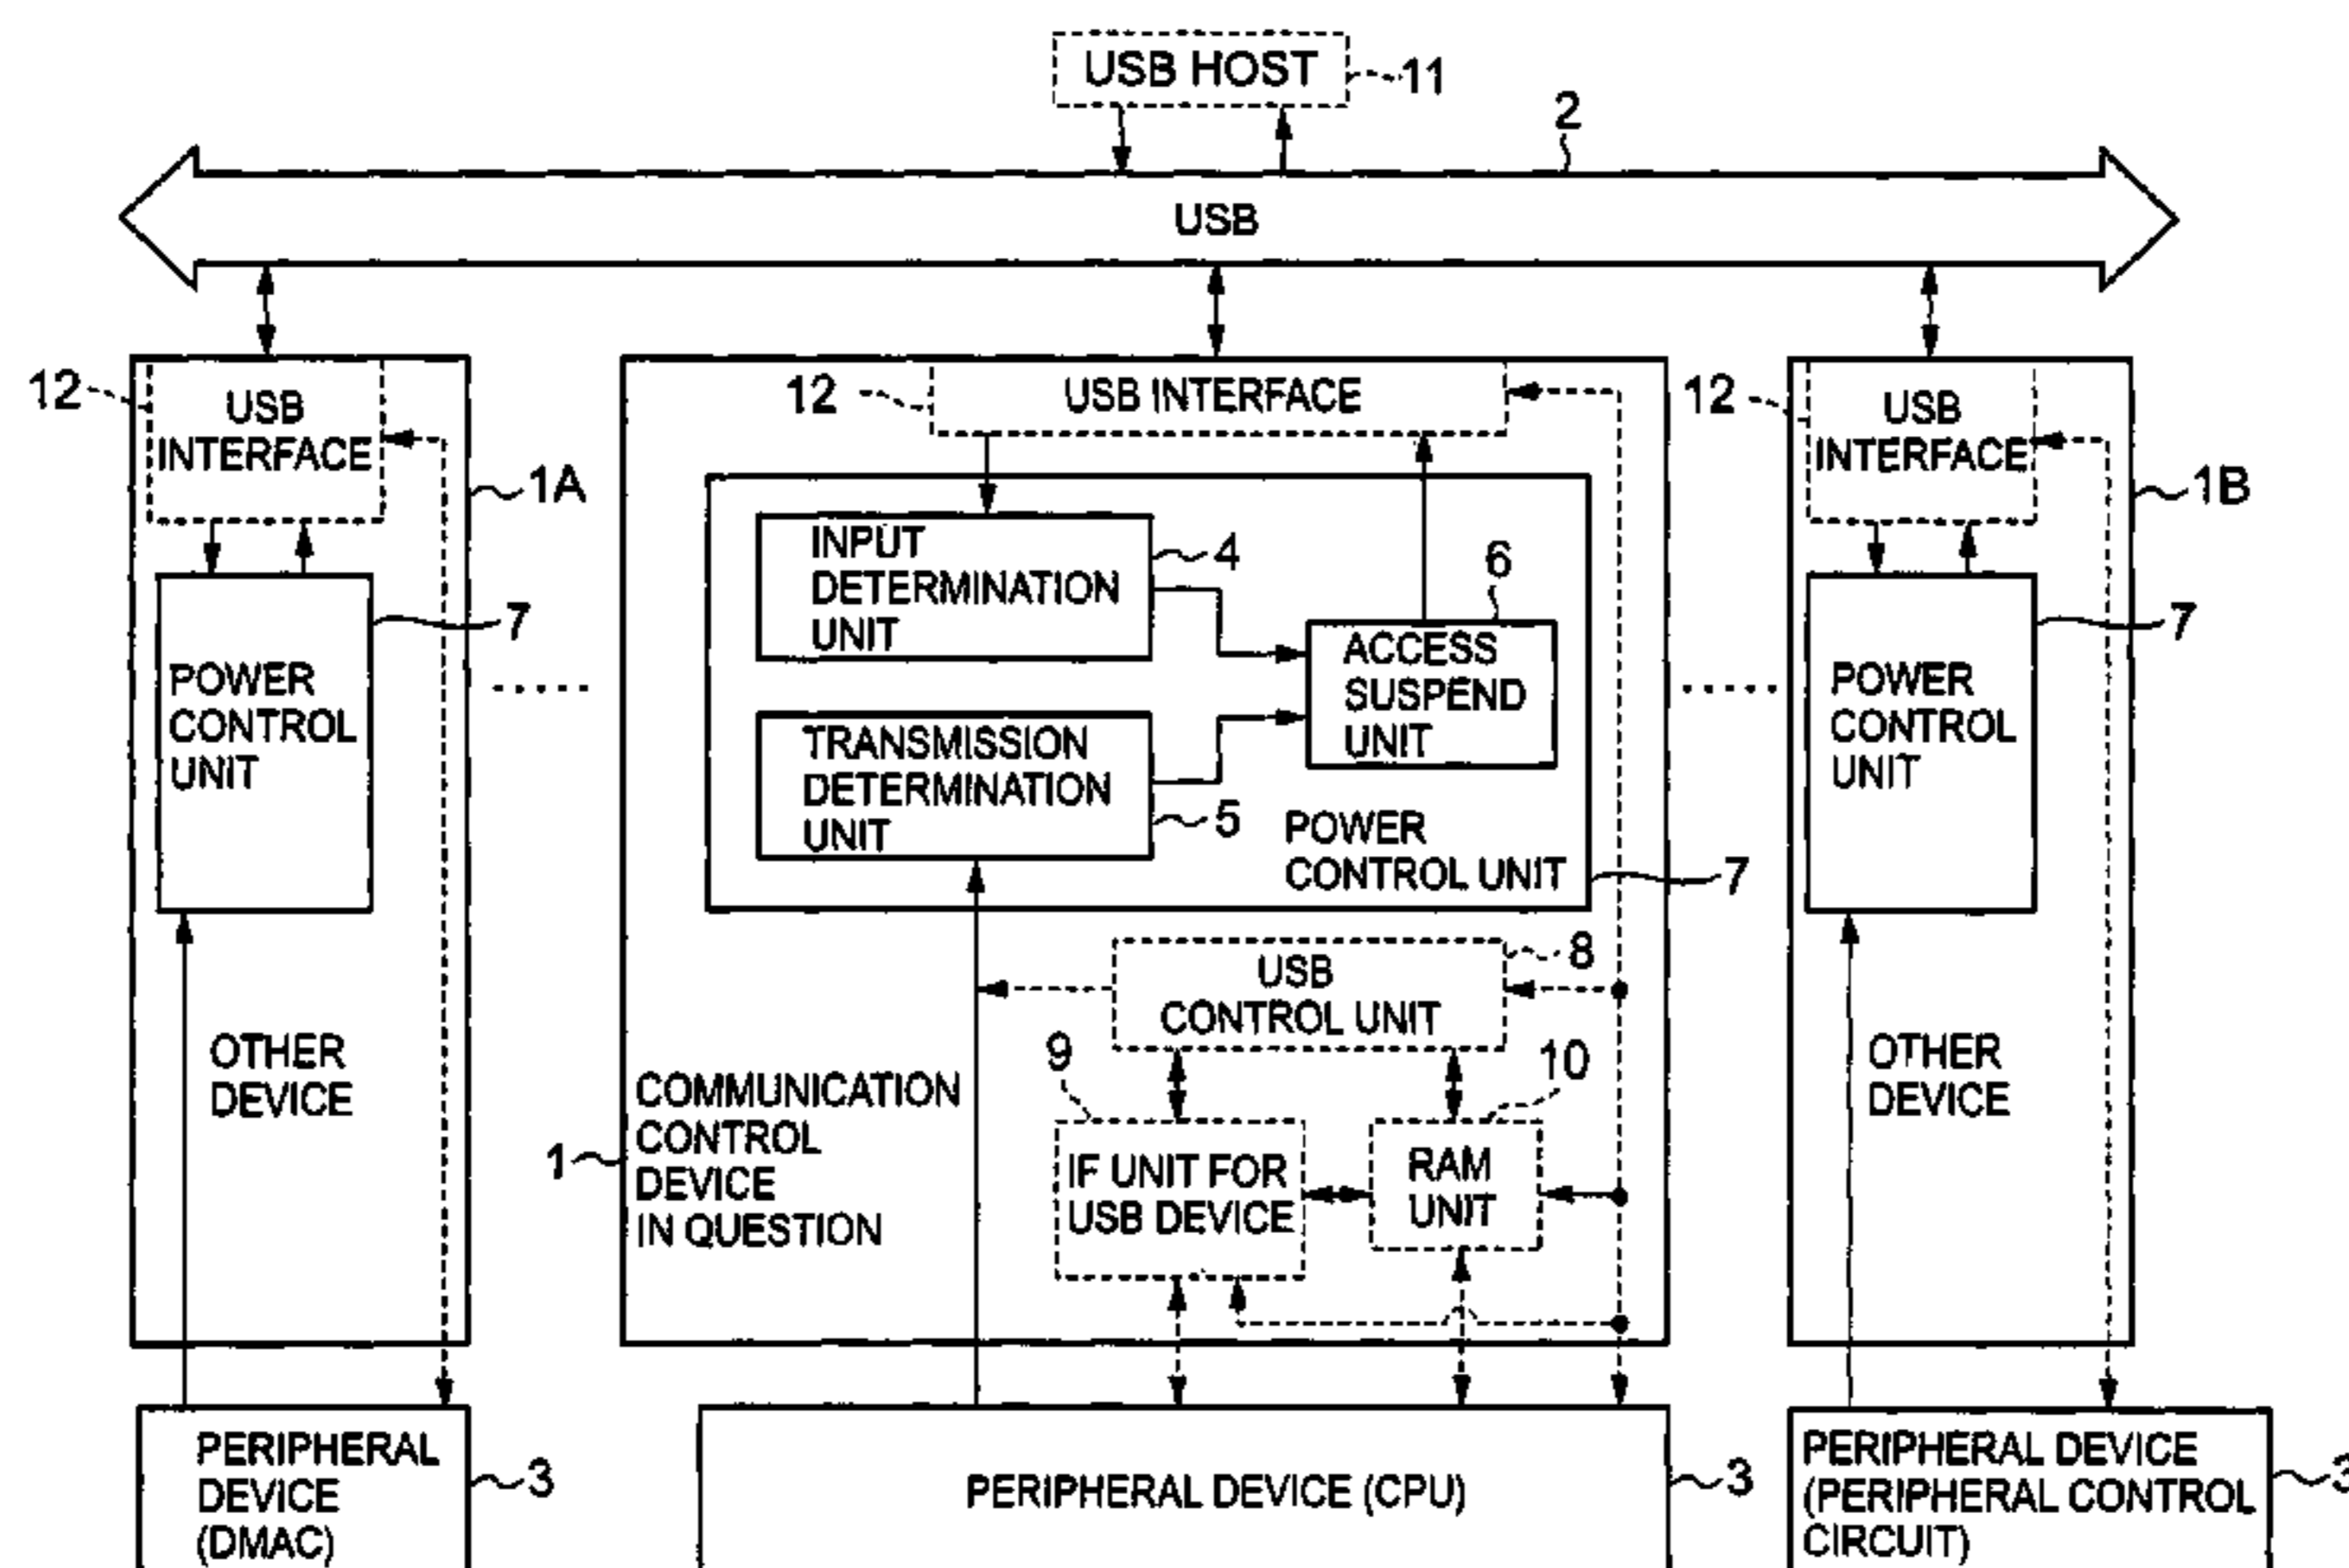 USB HOST
11
2
USB
12
USB
INTERFACE
1A
POWER
CONTROL
UNIT
7
OTHER
DEVICE
12
USB INTERFACE
INPUT
DETERMINATION
UNIT
4
6
ACCESS
SUSPEND
UNIT
TRANSMISSION
DETERMINATION
UNIT
5
POWER
CONTROL UNIT
7
USB
CONTROL UNIT
8
9
10
IF UNIT FOR
USB DEVICE
RAM
UNIT
1
COMMUNICATION
CONTROL
DEVICE
IN QUESTION
12
USB
INTERFACE
1B
POWER
CONTROL
UNIT
7
OTHER
DEVICE
PERIPHERAL
DEVICE
(DMAC)
3
PERIPHERAL DEVICE (CPU)
3
PERIPHERAL DEVICE
(PERIPHERAL CONTROL
CIRCUIT)
3